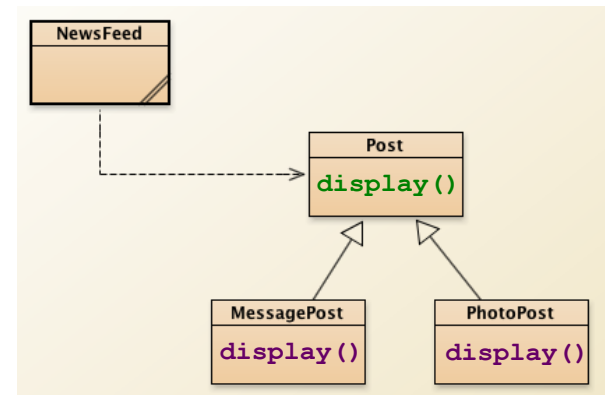 NewsFeed
Post
display()
MessagePost
display()
PhotoPost
display()